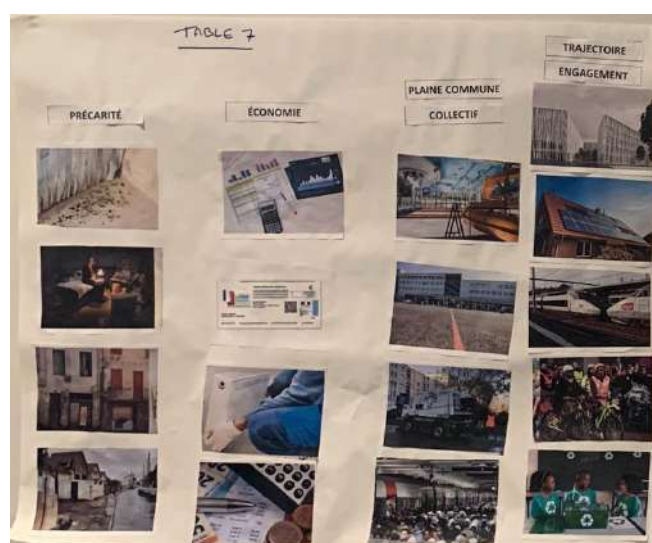 TABLE 7
PRÉCARITÉ
ÉCONOMIE
PLAINE COMMUNE
COLLECTIF
TRAJECTOIRE
ENGAGEMENT